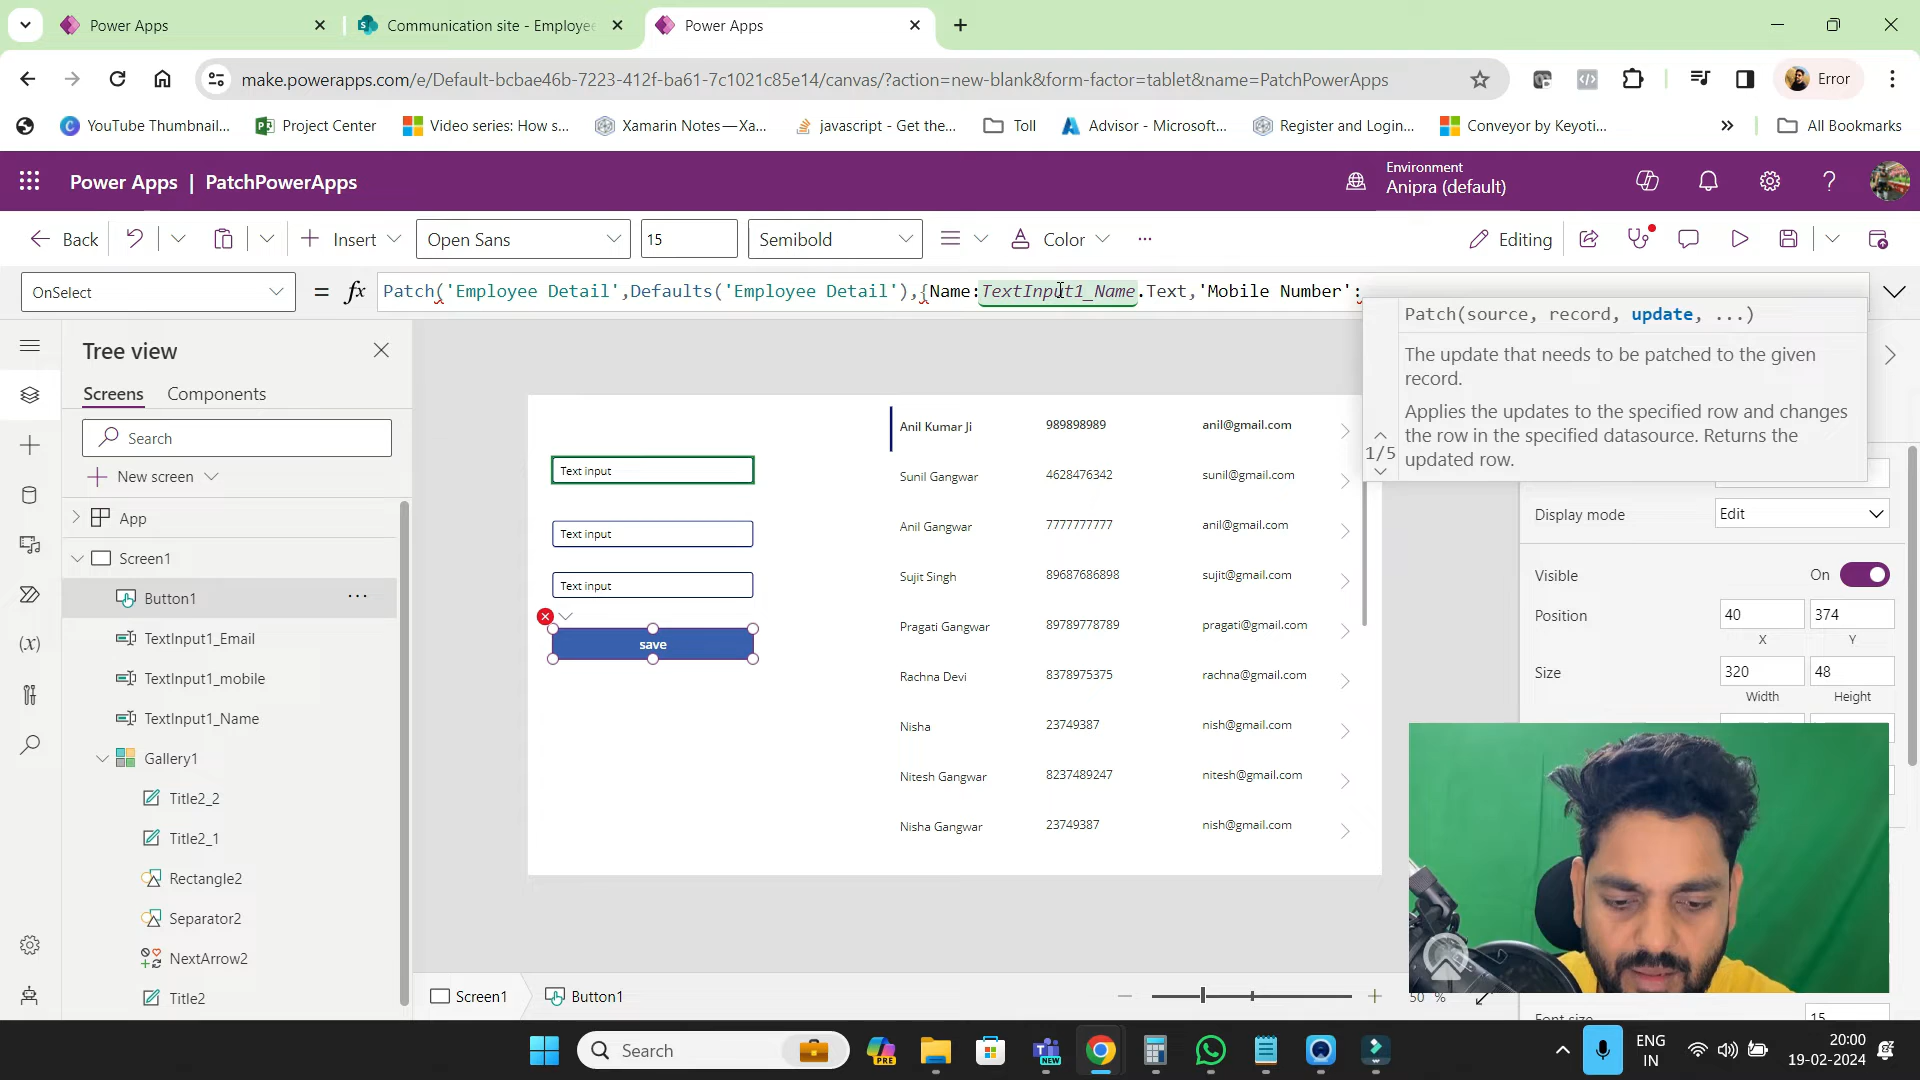 Power Apps
Communication site - Employe
Power Apps
make.powerapps.com/e/Default-bcbae46b-7223-412f-ba61-7c1021c85e14/canvas/?action=new-blank&form-factor=tablet&name=PatchPowerApps
Error
YouTube Thumbnail...
Project Center
Video series: How s...
Xamarin Notes—Xa...
javascript - Get the...
Toll
Advisor - Microsoft...
Register and Login...
Conveyor by Keyoti...
All Bookmarks
Power Apps | PatchPowerApps
Environment
Anipra (default)
Back
Insert
Open Sans
15
Semibold
Color
Editing
OnSelect
= fx
Patch('Employee Detail',Defaults('Employee Detail'),{Name:TextInput1_Name.Text,'Mobile Number':
Patch(source, record, update, ...)
The update that needs to be patched to the given
record.
Applies the updates to the specified row and changes
the row in the specified datasource. Returns the
updated row.
1/5
Tree view
Screens
Components
Search
New screen
App
Screen1
Button1
TextInput1_Email
TextInput1_mobile
TextInput1_Name
Gallery1
Title2_2
Title2_1
Rectangle2
Separator2
NextArrow2
Title2
Text input
Text input
Text input
save
Anil Kumar Ji 989898989 anil@gmail.com
Sunil Gangwar 4628476342 sunil@gmail.com
Anil Gangwar 7777777777 anil@gmail.com
Sujit Singh 89687686898 sujit@gmail.com
Pragati Gangwar 89789778789 pragati@gmail.com
Rachna Devi 8378975375 rachna@gmail.com
Nisha 23749387 nish@gmail.com
Nitesh Gangwar 8237489247 nitesh@gmail.com
Nisha Gangwar 23749387 nish@gmail.com
Display mode
Edit
Visible
On
Position
40
374
X
Y
Size
320
48
Width
Height
Font size
15
Screen1
Button1
50 %
Search
PRE
NEW
ENG
IN
20:00
19-02-2024